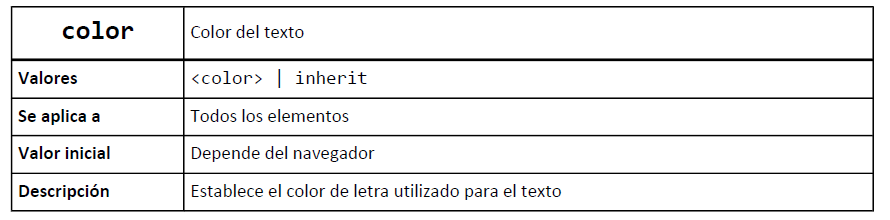 color Color del texto
Valores <color> | inherit
Se aplica a Todos los elementos
Valor inicial Depende del navegador
Descripción Establece el color de letra utilizado para el texto